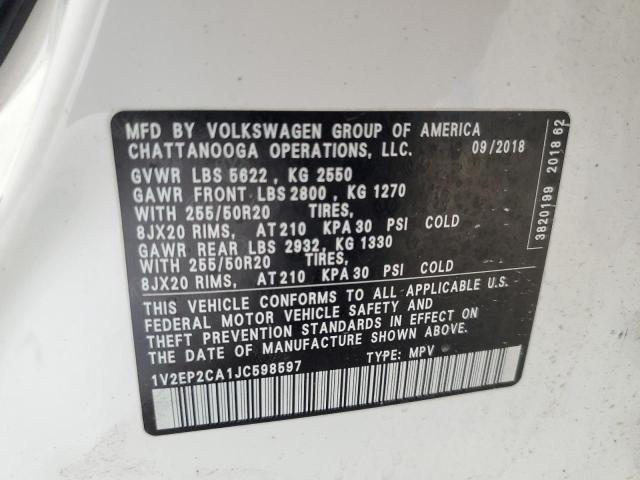 MFD BY VOLKSWAGEN GROUP OF AMERICA
CHATTANOOGA OPERATIONS, LLC. 09/2018
GVWR LBS 5622 , KG 2550
GAWR FRONT LBS 2800 , KG 1270
WITH 255/50R20 TIRES,
8JX20 RIMS, AT 210 KPA 30 PSI COLD
GAWR REAR LBS 2932, KG 1330
WITH 255/50R20 TIRES,
8JX20 RIMS, AT 210 KPA 30 PSI COLD
THIS VEHICLE CONFORMS TO ALL APPLICABLE U.S.
FEDERAL MOTOR VEHICLE SAFETY AND
THEFT PREVENTION STANDARDS IN EFFECT ON
THE DATE OF MANUFACTURE SHOWN ABOVE.
1V2EP2CA1JC598597 TYPE: MPV
3820199 2018 62